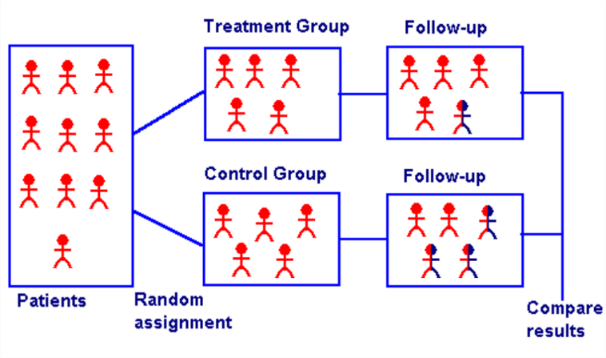 Treatment Group
Follow-up
Control Group
Follow-up
Patients
Random
assignment
Compare
results